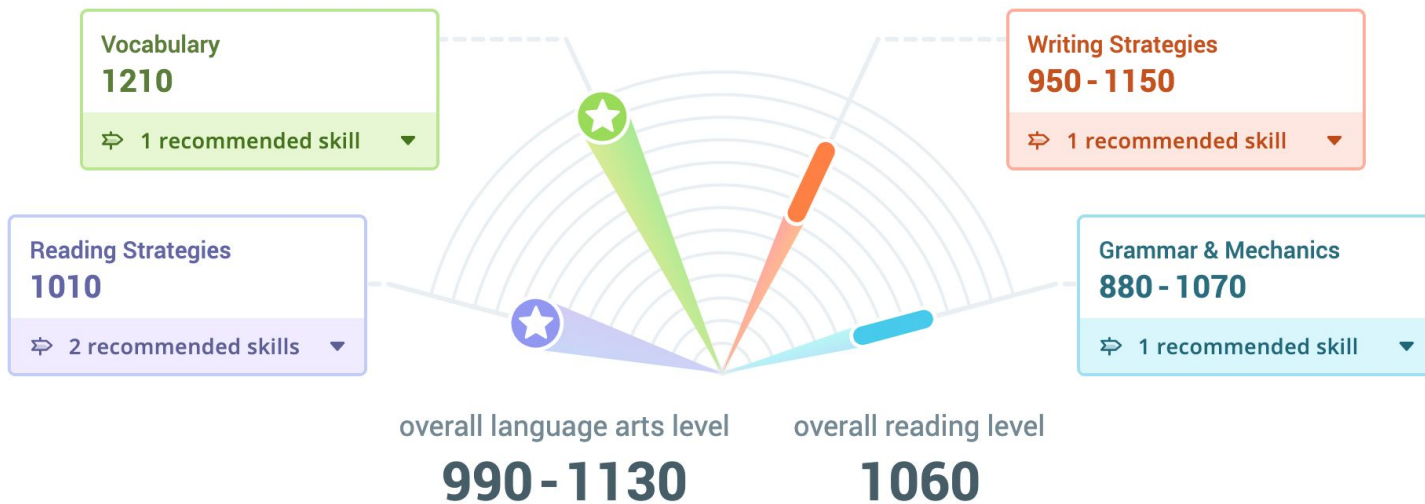 Vocabulary
1210
1 recommended skill
Writing Strategies
950 - 1150
1 recommended skill
Reading Strategies
1010
2 recommended skills
Grammar & Mechanics
880 - 1070
1 recommended skill
overall language arts level
990 - 1130
overall reading level
1060